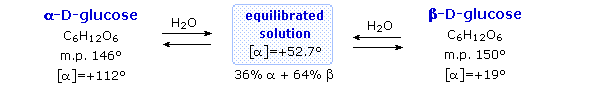 α-D-glucose
C₆H₁₂O₆
m.p. 146°
[α]=+112°
H₂O
equilibrated
solution
[α]=+52.7°
36% α + 64% β
H₂O
β-D-glucose
C₆H₁₂O₆
m.p. 150°
[α]=+19°